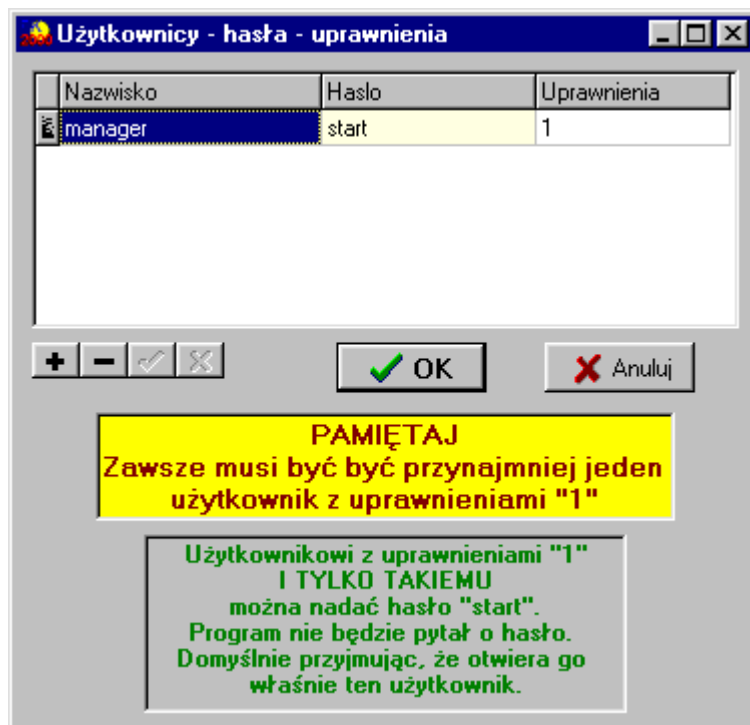 2000 Użytkownicy - hasła - uprawnienia
Nazwisko Haslo Uprawnienia
manager start 1
OK Anuluj
PAMIĘTAJ
Zawsze musi być być przynajmniej jeden
użytkownik z uprawnieniami "1"
Użytkownikowi z uprawnieniami "1"
I TYLKO TAKIEMU
można nadać hasło "start".
Program nie będzie pytał o hasło.
Domyślnie przyjmując, że otwiera go
właśnie ten użytkownik.